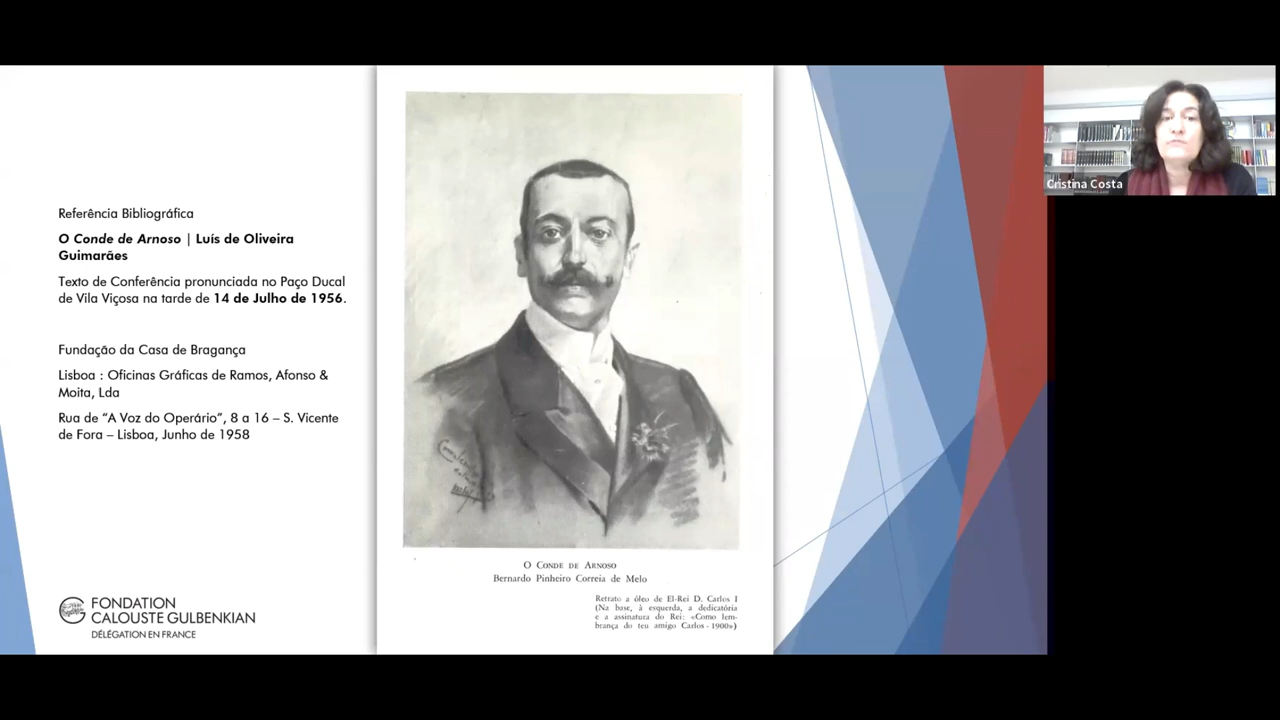 Referência Bibliográfica
O Conde de Arnoso | Luís de Oliveira
Guimarães
Texto de Conferência pronunciada no Paço Ducal
de Vila Viçosa na tarde de 14 de Julho de 1956.
Fundação da Casa de Bragança
Lisboa : Oficinas Gráficas de Ramos, Afonso &
Moita, Lda
Rua de “A Voz do Operário”, 8 a 16 – S. Vicente
de Fora – Lisboa, Junho de 1958
FONDATION
CALOUSTE GULBENKIAN
DÉLÉGATION EN FRANCE
O CONDE DE ARNOSO
Bernardo Pinheiro Correia de Melo
Retrato a óleo de El-Rei D. Carlos I
(Na base, à esquerda, a dedicatória
e a assinatura do Rei: «Como lem-
brança do teu amigo Carlos - 1900»)
Cristina Costa